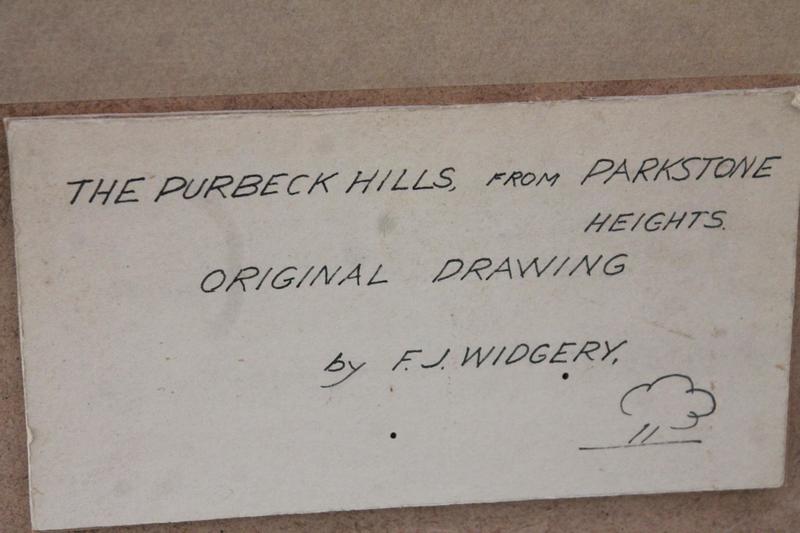 THE PURBECK HILLS, FROM PARKSTONE
HEIGHTS.
ORIGINAL DRAWING
by F.J. WIDGERY,